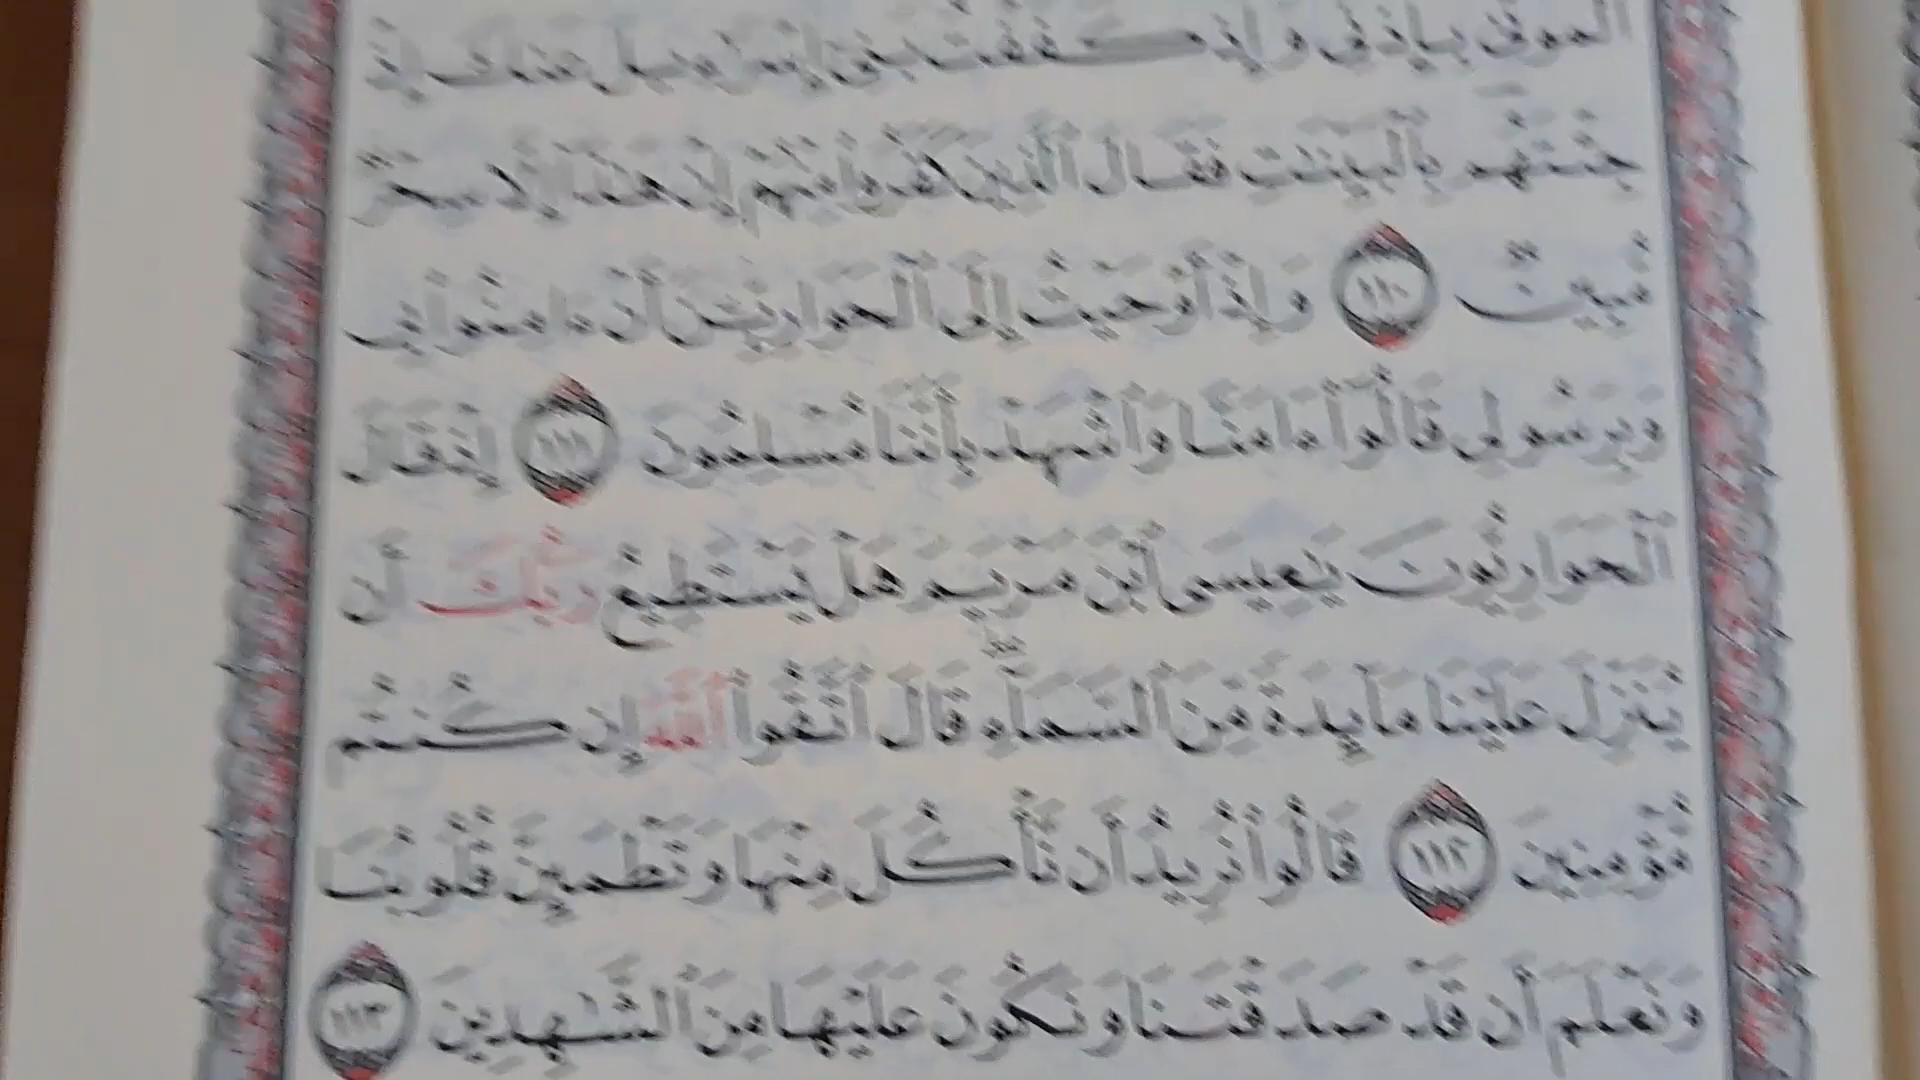 ٱلْمَوْتَىٰ بِإِذْنِى وَإِذْ كَفَفْتُ بَنِىٓ إِسْرَٰٓءِيلَ عَنكَ إِذْ
جِئْتَهُم بِٱلْبَيِّنَٰتِ فَقَالَ ٱلَّذِينَ كَفَرُوا۟ مِنْهُمْ إِنْ هَٰذَآ إِلَّا سِحْرٌ
مُّبِينٌ ١١٠ وَإِذْ أَوْحَيْتُ إِلَى ٱلْحَوَارِيِّـۧنَ أَنْ ءَامِنُوا۟ بِى
وَبِرَسُولِى قَالُوٓا۟ ءَامَنَّا وَٱشْهَدْ بِأَنَّنَا مُسْلِمُونَ ١١١ إِذْ قَالَ
ٱلْحَوَارِيُّونَ يَٰعِيسَى ٱبْنَ مَرْيَمَ هَلْ يَسْتَطِيعُ رَبُّكَ أَن
يُنَزِّلَ عَلَيْنَا مَآئِدَةً مِّنَ ٱلسَّمَآءِ ۖ قَالَ ٱتَّقُوا۟ ٱللَّهَ إِن كُنتُم
مُّؤْمِنِينَ ١١٢ قَالُوا۟ نُرِيدُ أَن نَّأْكُلَ مِنْهَا وَتَطْمَئِنَّ قُلُوبُنَا
وَنَعْلَمَ أَن قَدْ صَدَقْتَنَا وَنَكُونَ عَلَيْهَا مِنَ ٱلشَّٰهِدِينَ ١١٣